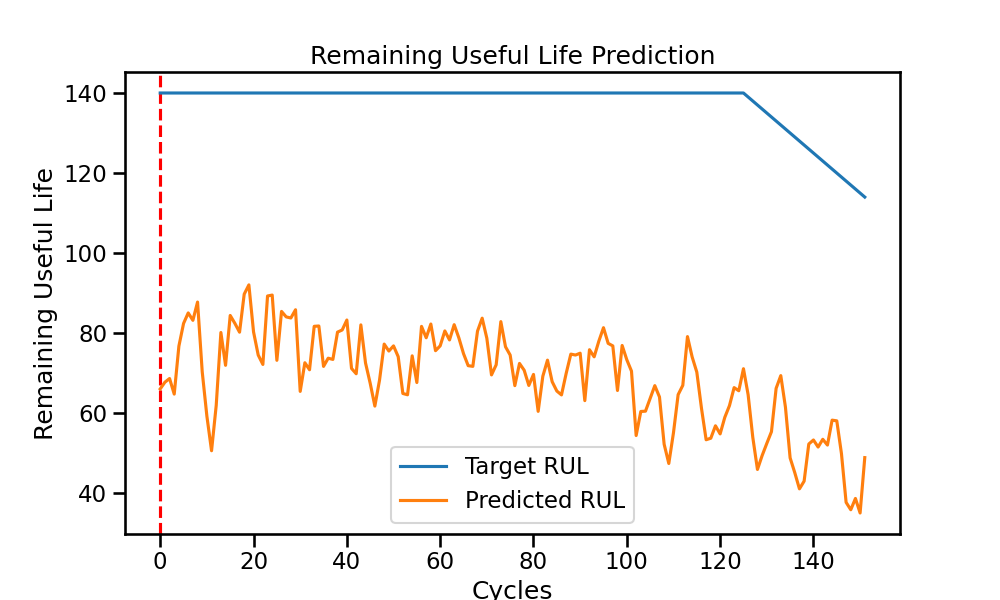 Remaining Useful Life Prediction
Remaining Useful Life
140
120
100
80
60
40
Target RUL
Predicted RUL
0 20 40 60 80 100 120 140
Cycles